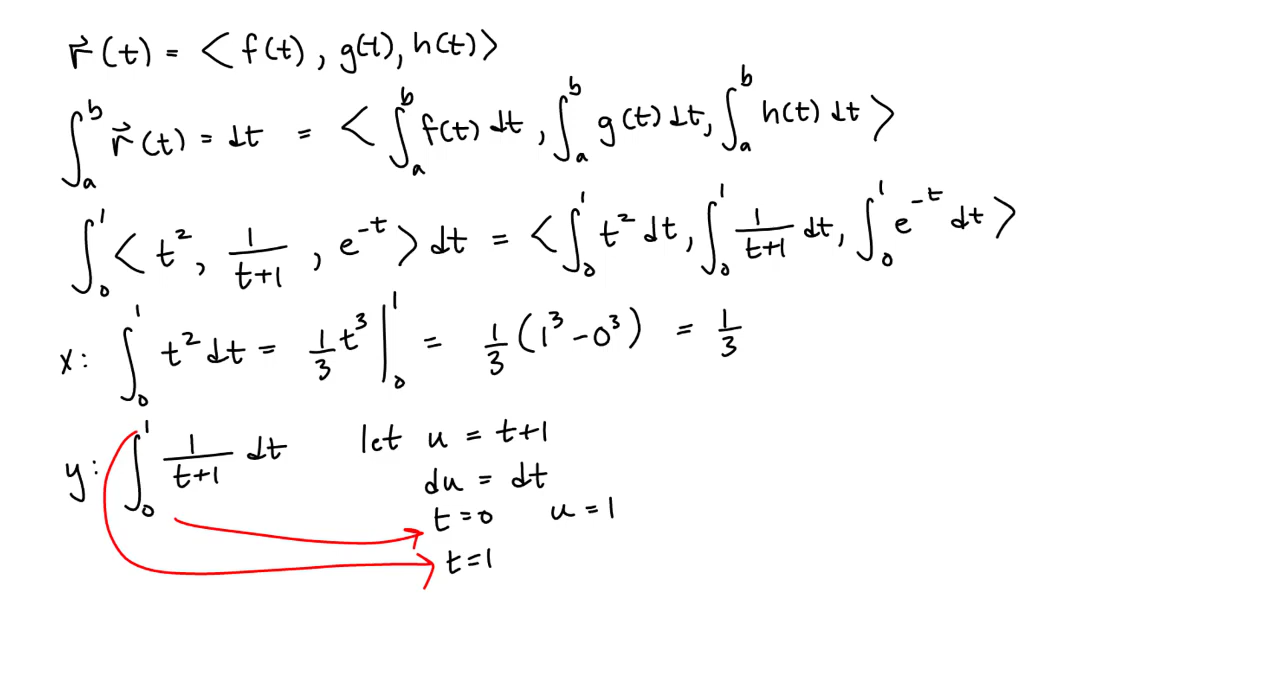 r⃗(t) = <f(t), g(t), h(t)>
∫_a^b r⃗(t) = dt = <∫_a^b f(t) dt, ∫_a^b g(t) dt, ∫_a^b h(t) dt>
∫_0^1 <t², 1/(t+1), e^{-t}> dt = <∫_0^1 t² dt, ∫_0^1 1/(t+1) dt, ∫_0^1 e^{-t} dt>
x: ∫_0^1 t² dt = 1/3 t³ |_0^1 = 1/3 (1³ - 0³) = 1/3
y: ∫_0^1 1/(t+1) dt let u = t+1
du = dt
t = 0 u = 1
t = 1